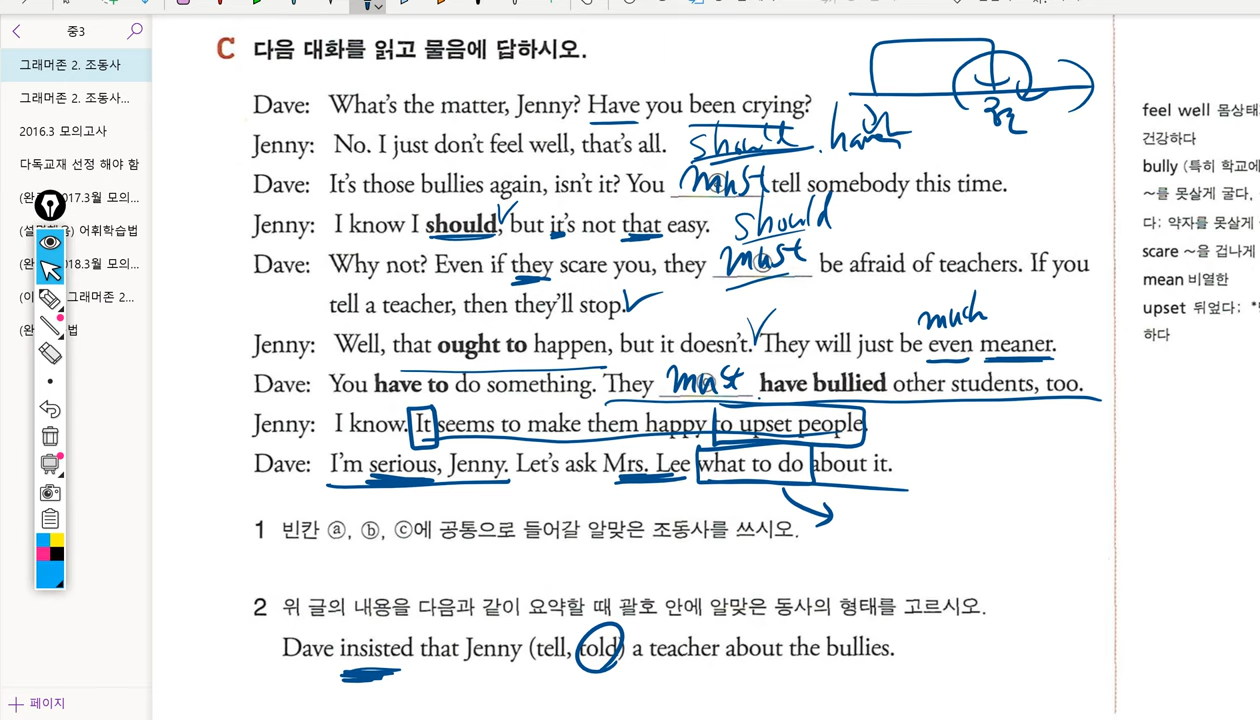 중3
그래머존 2. 조동사
그래머존 2. 조동사...
2016.3 모의고사
다독교재 선정 해야 함
2017.3월 모의...
어휘학습법
018.3월 모의...
그래머존 2...
법
페이지
C 다음 대화를 읽고 물음에 답하시오.
Dave: What's the matter, Jenny? Have you been crying?
Jenny: No. I just don't feel well, that's all.
should
have
Dave: It's those bullies again, isn't it? You must tell somebody this time.
Jenny: I know I should, but it's not that easy.
should
Dave: Why not? Even if they scare you, they must be afraid of teachers. If you
tell a teacher, then they'll stop.
much
Jenny: Well, that ought to happen, but it doesn't. They will just be even meaner.
Dave: You have to do something. They must have bullied other students, too.
Jenny: I know. It seems to make them happy to upset people.
Dave: I'm serious, Jenny. Let's ask Mrs. Lee what to do about it.
1 빈칸 ⓐ, ⓑ, ⓒ에 공통으로 들어갈 알맞은 조동사를 쓰시오.
2 위 글의 내용을 다음과 같이 요약할 때 괄호 안에 알맞은 동사의 형태를 고르시오.
Dave insisted that Jenny (tell, told) a teacher about the bullies.
feel well 몸상태
건강하다
bully (특히 학교에
~를 못살게 굴다,
다; 약자를 못살게
scare ~을 겁나게
mean 비열한
upset 뒤엎다; *
하다